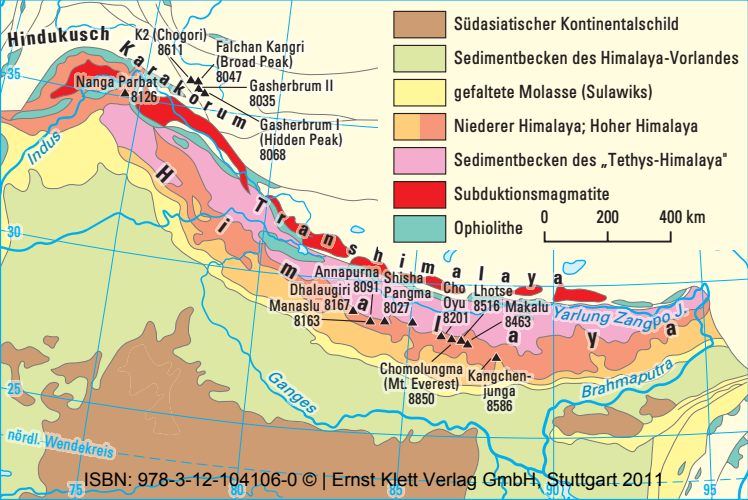 Hindukusch
Karakorum
K2 (Chogori)
8611
Falchan Kangri
(Broad Peak)
8047
Gasherbrum II
8035
Gasherbrum I
(Hidden Peak)
8068
Nanga Parbat
8126
35
Indus
30
25
Himalaya
Transhimalaya
Annapurna
8091
Dhalaugiri
8167
Manaslu
8163
Shisha
Pangma
8027
Cho
Oyu
8201
Lhotse
8516
Makalu
8463
Chomolungma
(Mt. Everest)
8850
Kangchen-
junga
8586
Yarlung Zangpo J.
Brahmaputra
Ganges
nördl. Wendekreis
75
80
85
90
95
Südasiatischer Kontinentalschild
Sedimentbecken des Himalaya-Vorlandes
gefaltete Molasse (Sulawiks)
Niederer Himalaya; Hoher Himalaya
Sedimentbecken des „Tethys-Himalaya"
Subduktionsmagmatite
Ophiolithe
0 200 400 km
ISBN: 978-3-12-104106-0 © | Ernst Klett Verlag GmbH, Stuttgart 2011